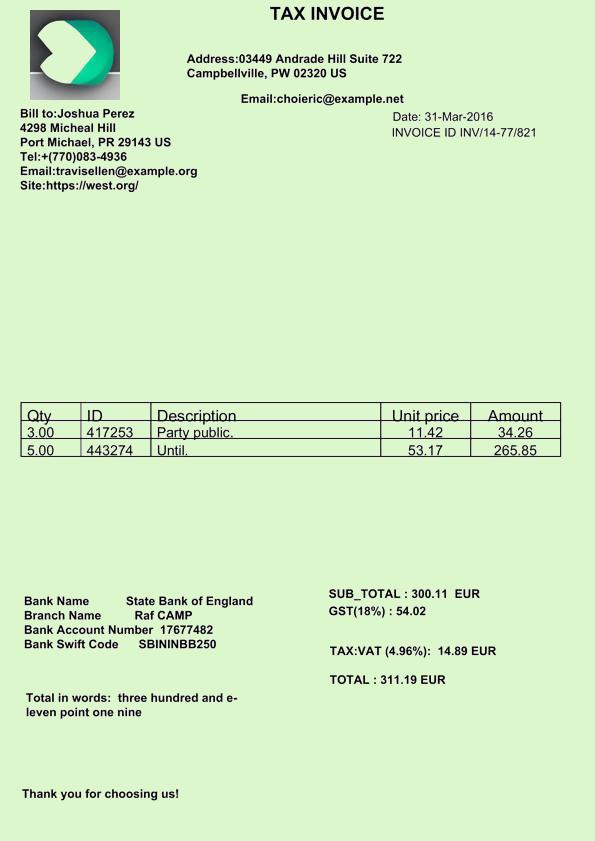 TAX INVOICE
Address:03449 Andrade Hill Suite 722
Campbellville, PW 02320 US
Email:choieric@example.net
Bill to:Joshua Perez
4298 Micheal Hill
Port Michael, PR 29143 US
Tel:+(770)083-4936
Email:travisellen@example.org
Site:https://west.org/
Date: 31-Mar-2016
INVOICE ID INV/14-77/821
Qty ID Description Unit price Amount
3.00 417253 Party public. 11.42 34.26
5.00 443274 Until. 53.17 265.85
Bank Name State Bank of England
Branch Name Raf CAMP
Bank Account Number 17677482
Bank Swift Code SBININBB250
SUB_TOTAL : 300.11 EUR
GST(18%) : 54.02
TAX:VAT (4.96%): 14.89 EUR
TOTAL : 311.19 EUR
Total in words: three hundred and e-
leven point one nine
Thank you for choosing us!